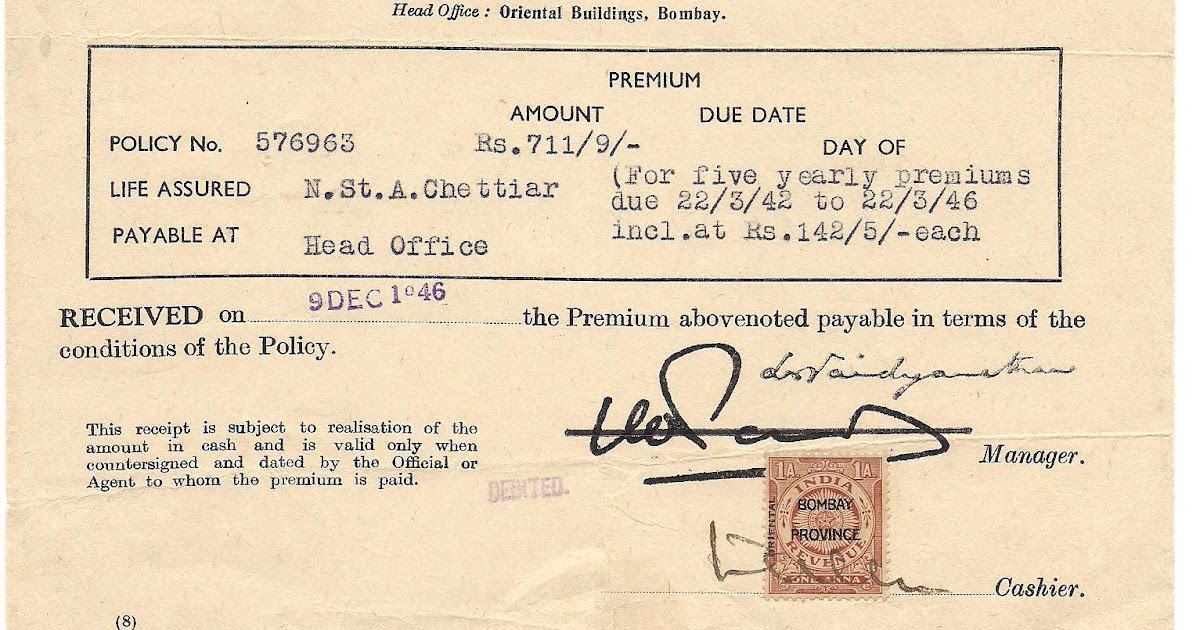 Head Office : Oriental Buildings, Bombay.
PREMIUM
AMOUNT DUE DATE
POLICY No. 576963 Rs.711/9/- DAY OF
LIFE ASSURED N.St.A.Chettiar (For five yearly premiums
due 22/3/42 to 22/3/46
PAYABLE AT Head Office incl.at Rs.142/5/-each
RECEIVED on 9 DEC 1946 the Premium abovenoted payable in terms of the
conditions of the Policy.
Vaidyanathan
This receipt is subject to realisation of the
amount in cash and is valid only when
countersigned and dated by the Official or
Agent to whom the premium is paid.
Manager.
DEBITED.
1A 1A
INDIA
ORIENTAL
BOMBAY
PROVINCE
REVENUE
ONE ANNA
Cashier.
(8)